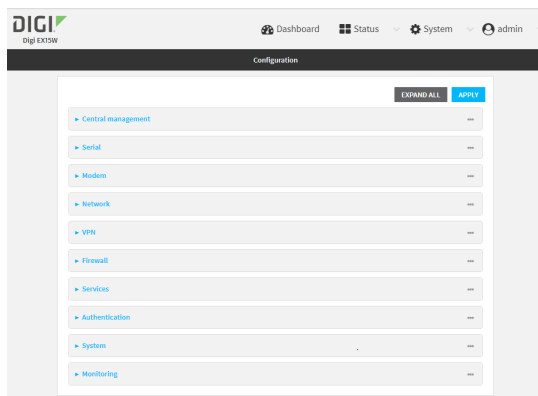 DIGI
Digi EX15W
Dashboard Status System admin
Configuration
EXPAND ALL APPLY
Central management
Serial
Modem
Network
VPN
Firewall
Services
Authentication
System
Monitoring